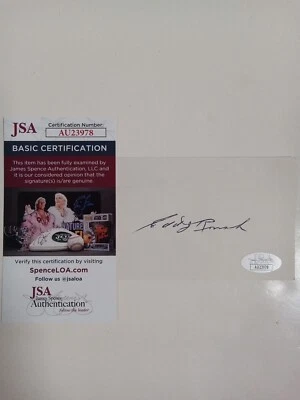 JSA
Certification Number:
AU23978
BASIC CERTIFICATION
This item has been fully examined by
James Spence Authentication, LLC and
it is our considered opinion that the
signature(s) is/are genuine.
Verify this certification by visiting
SpenceLOA.com
Follow us @jsaloa
JSA
James Spence
Authentication
Eddy
AU23978